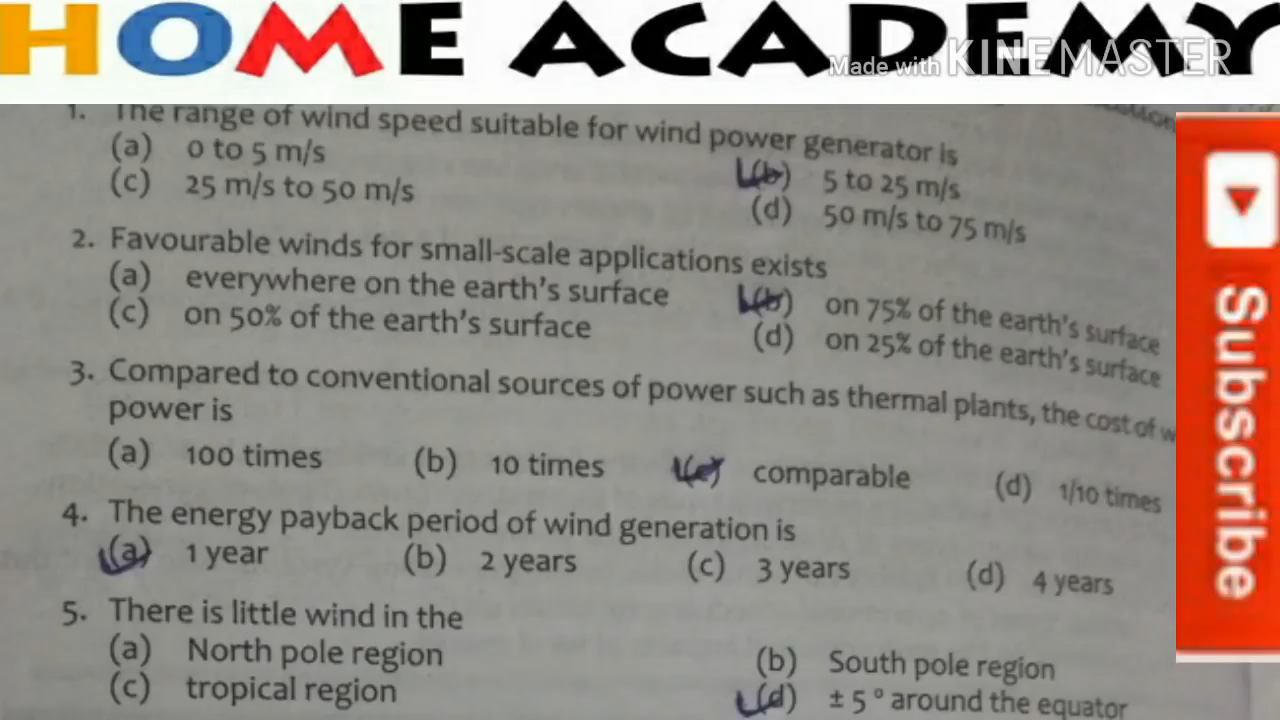 HOME ACADEMY
Made with KINEMASTER
1. The range of wind speed suitable for wind power generator is
(a) 0 to 5 m/s (b) 5 to 25 m/s
(c) 25 m/s to 50 m/s (d) 50 m/s to 75 m/s
2. Favourable winds for small-scale applications exists
(a) everywhere on the earth's surface (b) on 75% of the earth's surface
(c) on 50% of the earth's surface (d) on 25% of the earth's surface
3. Compared to conventional sources of power such as thermal plants, the cost of
power is
(a) 100 times (b) 10 times (c) comparable (d) 1/10 times
4. The energy payback period of wind generation is
(a) 1 year (b) 2 years (c) 3 years (d) 4 years
5. There is little wind in the
(a) North pole region (b) South pole region
(c) tropical region (d) ± 5° around the equator
Subscribe